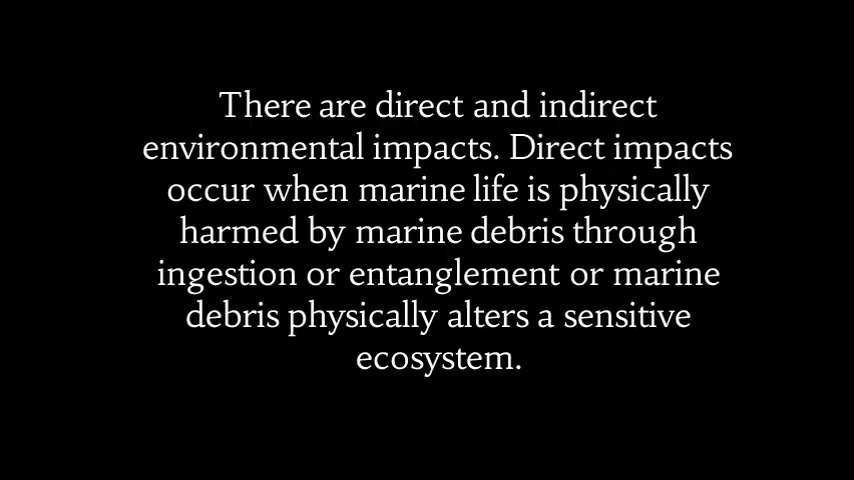 There are direct and indirect
environmental impacts. Direct impacts
occur when marine life is physically
harmed by marine debris through
ingestion or entanglement or marine
debris physically alters a sensitive
ecosystem.